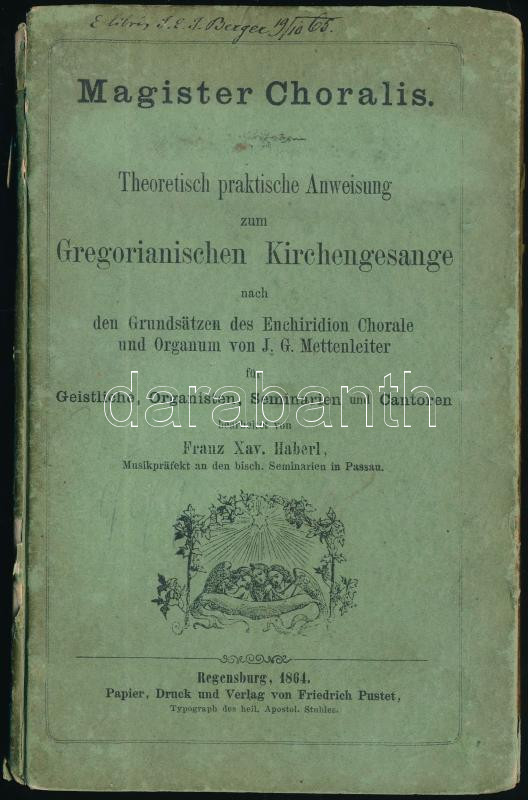 E libris J. E. J. Berger 19/10 65.
Magister Choralis.
Theoretisch praktische Anweisung
zum
Gregorianischen Kirchengesange
nach
den Grundsätzen des Enchiridion Chorale
und Organum von J. G. Mettenleiter
für
Geistliche, Organisten, Seminarien und Cantoren
bearbeitet von
Franz Xav. Haberl,
Musikpräfekt an den bisch. Seminarien in Passau.
darabanth
Regensburg, 1864.
Papier, Druck und Verlag von Friedrich Pustet,
Typograph des heil. Apostol. Stuhles.